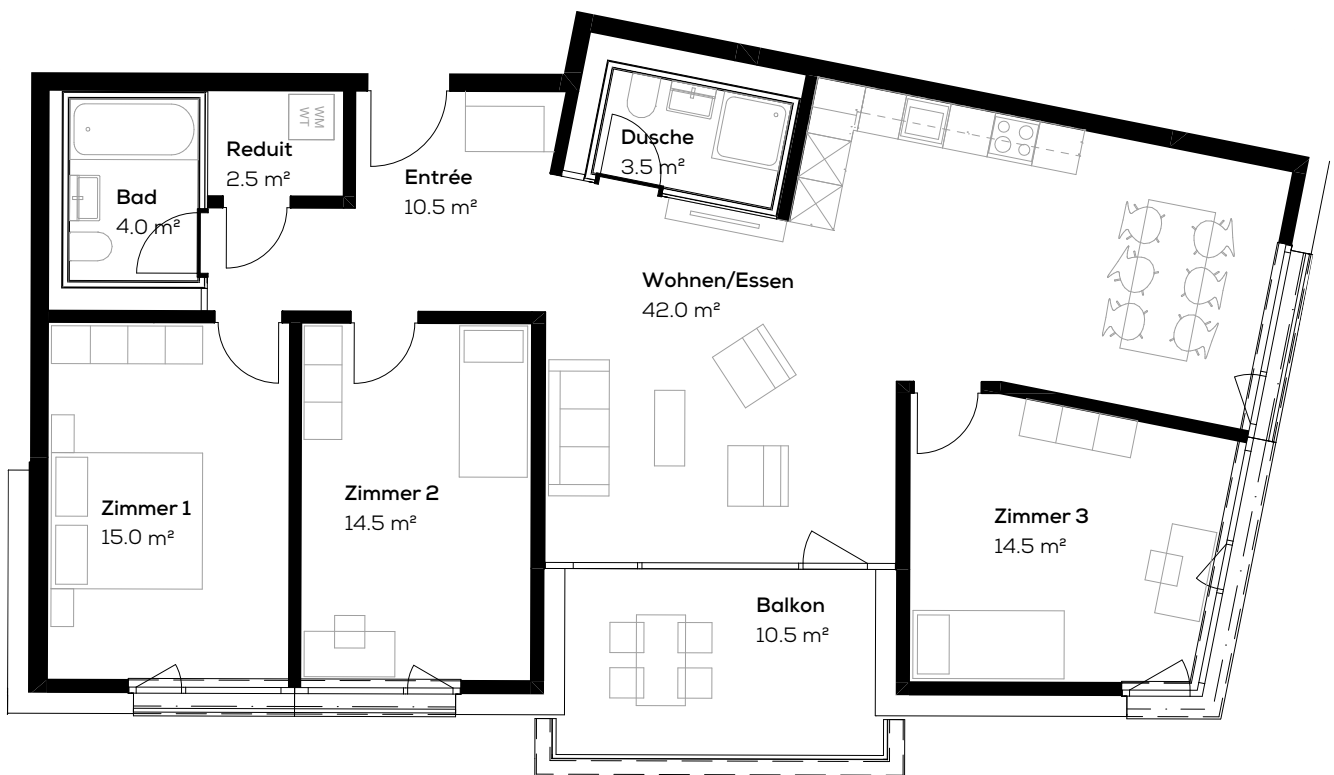 WM
WT
Reduit
2.5 m²
Bad
4.0 m²
Entrée
10.5 m²
Dusche
3.5 m²
Wohnen/Essen
42.0 m²
Zimmer 1
15.0 m²
Zimmer 2
14.5 m²
Zimmer 3
14.5 m²
Balkon
10.5 m²